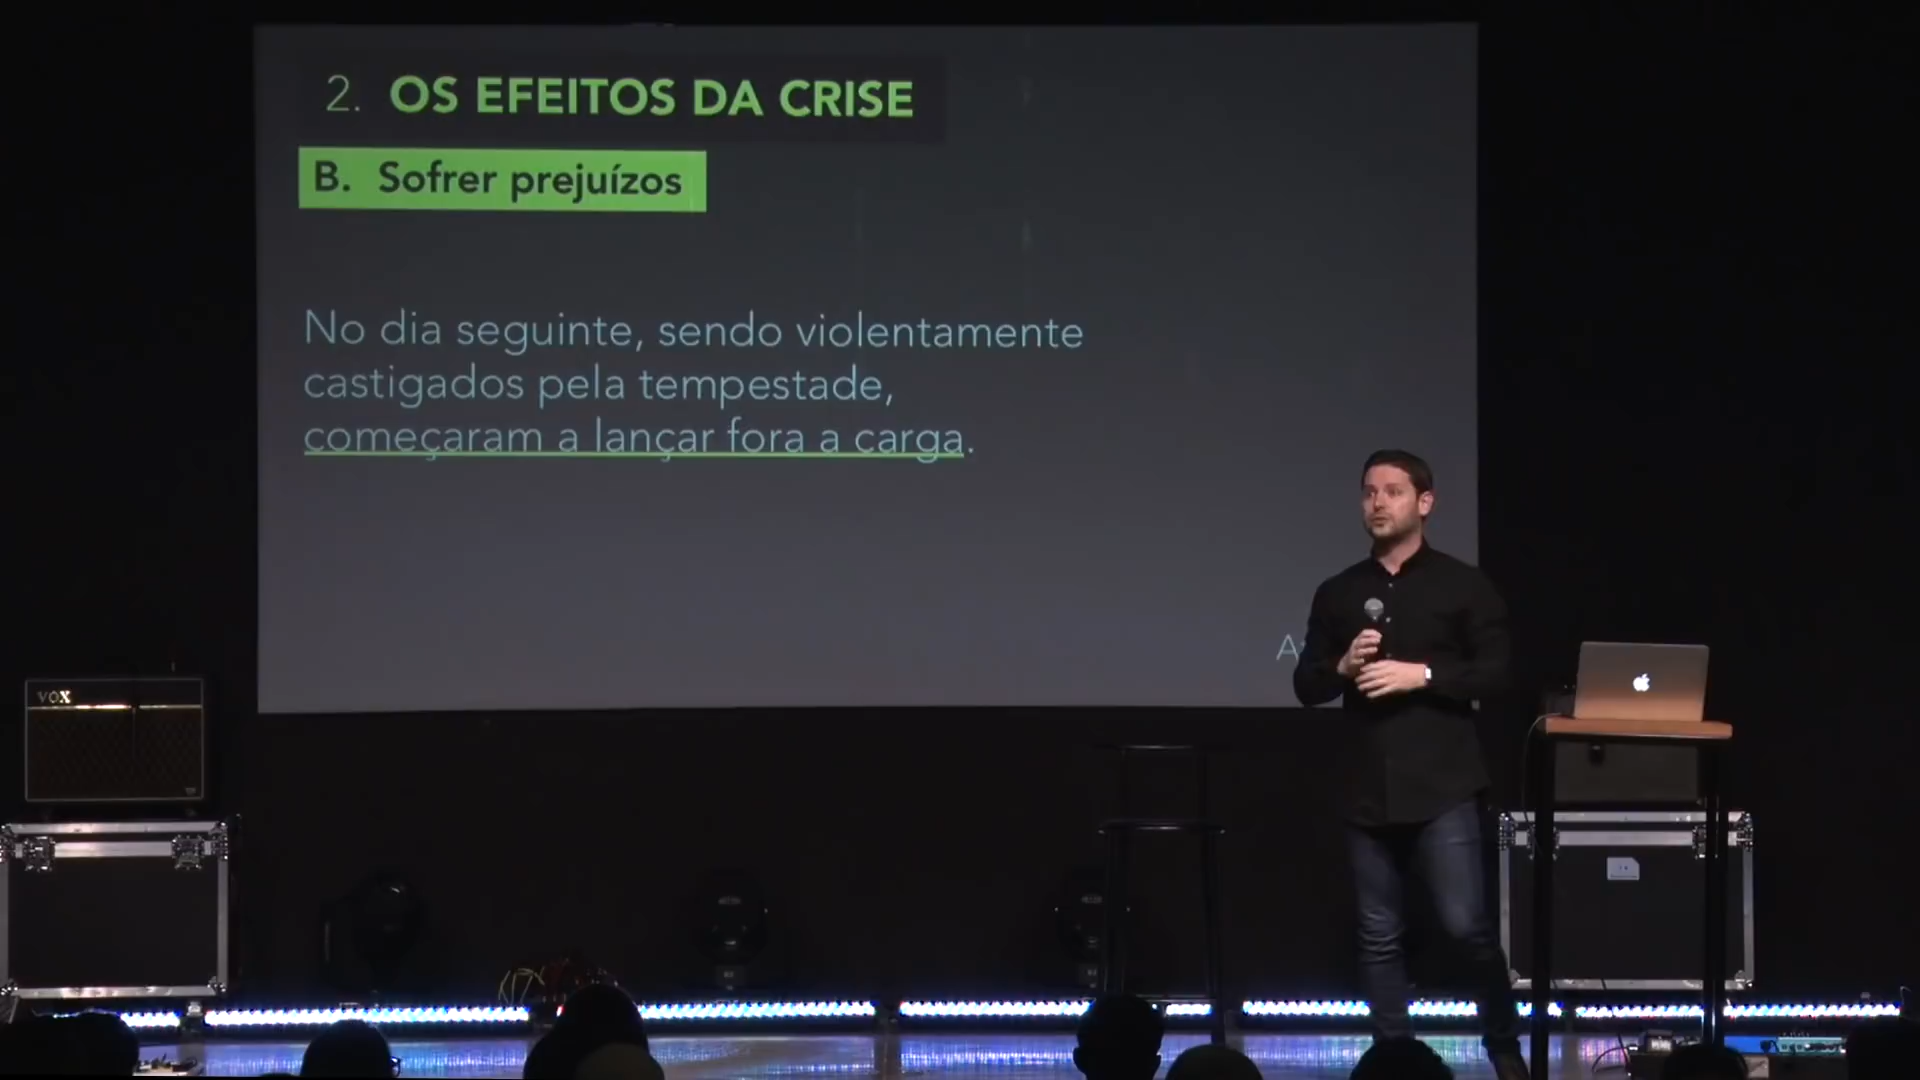 2. OS EFEITOS DA CRISE
B. Sofrer prejuízos
No dia seguinte, sendo violentamente
castigados pela tempestade,
começaram a lançar fora a carga.
VOX